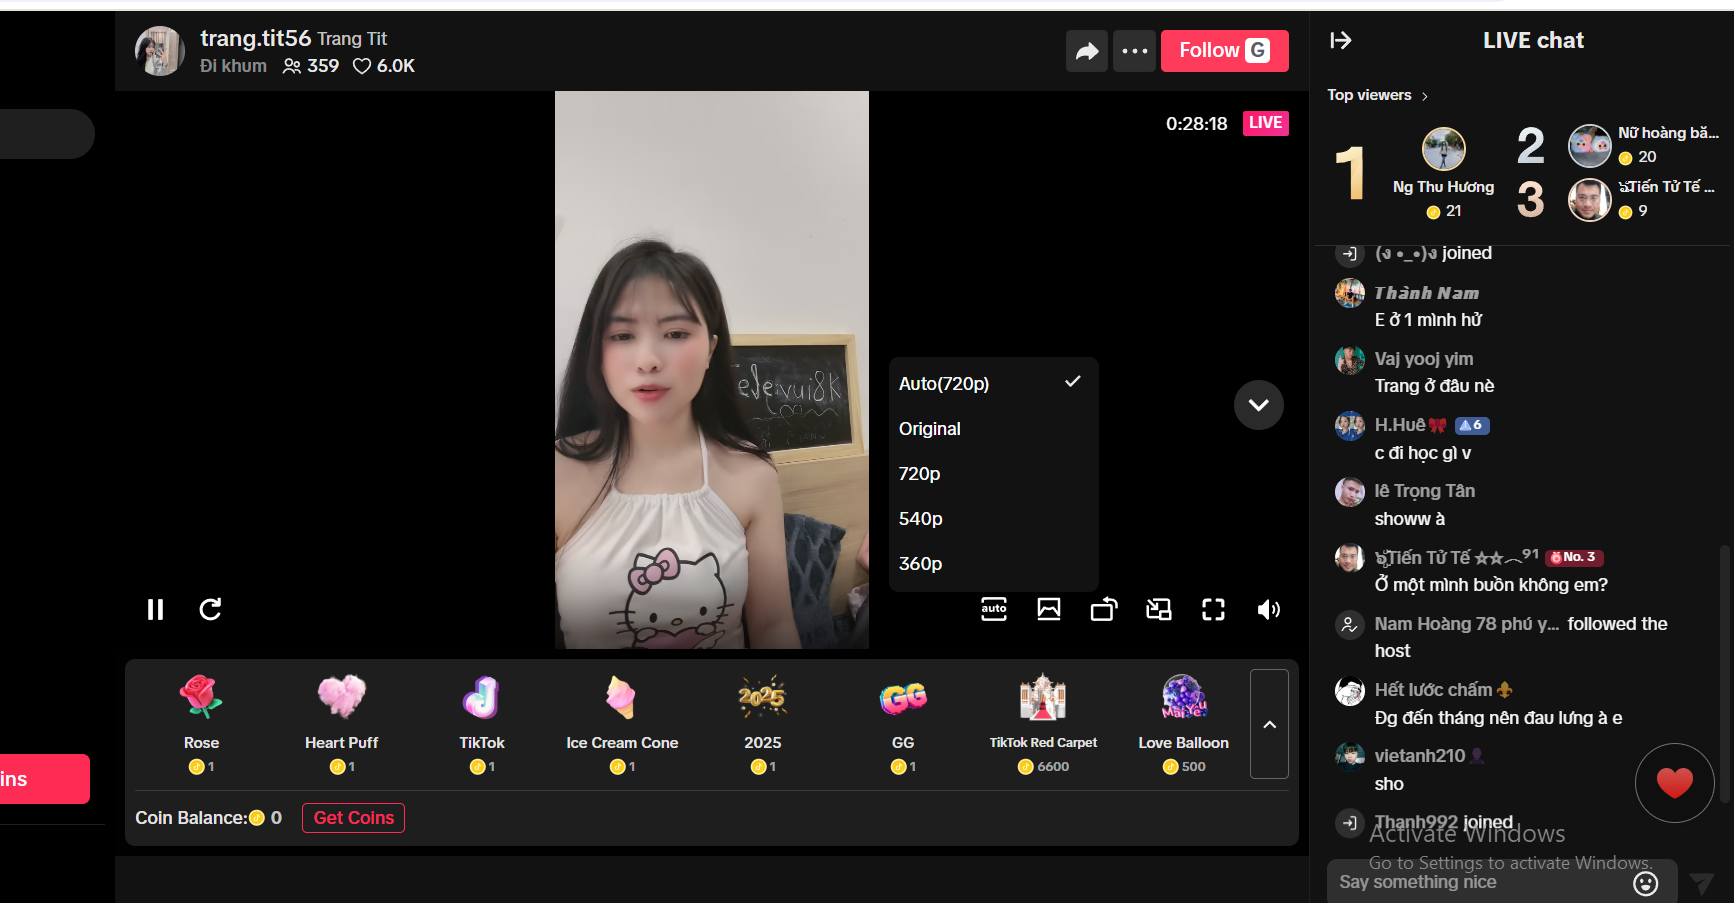 trang.tit56 Trang Tit
Đi khum 359 6.0K
Follow G
0:28:18 LIVE
Televui8K
Auto(720p)
Original
720p
540p
360p
auto
Rose
1
Heart Puff
1
TikTok
1
Ice Cream Cone
1
2025
2025
1
GG
GG
1
TikTok Red Carpet
6600
Love Balloon
500
Coin Balance: 0
Get Coins
ins
LIVE chat
Top viewers
1
Ng Thu Hương
21
2
Nữ hoàng bă...
20
3
Tiến Tử Tế ...
9
(ง •_•)ง joined
Thành Nam
E ở 1 mình hử
Vaj yooj yim
Trang ở đâu nè
H.Huê 6
c đi học gì v
lê Trọng Tân
showw à
Tiến Tử Tế ☆☆︵⁹¹ No. 3
Ở một mình buồn không em?
Nam Hoàng 78 phú y... followed the
host
Hết lước chấm
Đg đến tháng nên đau lưng à e
vietanh210
sho
Thanh992 joined
Activate Windows
Go to Settings to activate Windows.
Say something nice